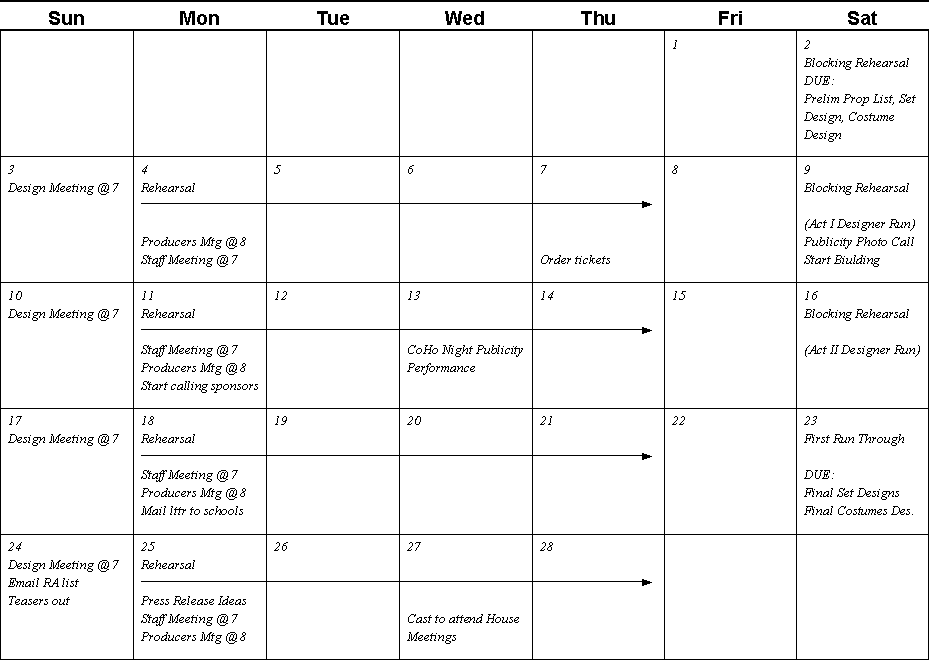 Sun Mon Tue Wed Thu Fri Sat
1
2
Blocking Rehearsal
DUE:
Prelim Prop List, Set
Design, Costume
Design
3
Design Meeting @ 7
4
Rehearsal
Producers Mtg @ 8
Staff Meeting @ 7
5
6
7
Order tickets
8
9
Blocking Rehearsal
(Act I Designer Run)
Publicity Photo Call
Start Biulding
10
Design Meeting @ 7
11
Rehearsal
Staff Meeting @ 7
Producers Mtg @ 8
Start calling sponsors
12
13
CoHo Night Publicity
Performance
14
15
16
Blocking Rehearsal
(Act II Designer Run)
17
Design Meeting @ 7
18
Rehearsal
Staff Meeting @ 7
Producers Mtg @ 8
Mail lttr to schools
19
20
21
22
23
First Run Through
DUE:
Final Set Designs
Final Costumes Des.
24
Design Meeting @ 7
Email RA list
Teasers out
25
Rehearsal
Press Release Ideas
Staff Meeting @ 7
Producers Mtg @ 8
26
27
Cast to attend House
Meetings
28